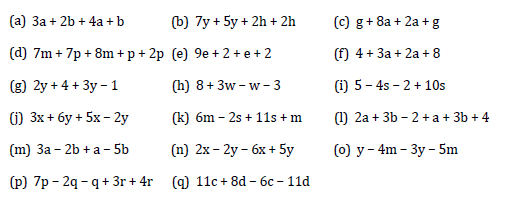 (a) 3a + 2b + 4a + b (b) 7y + 5y + 2h + 2h (c) g + 8a + 2a + g
(d) 7m + 7p + 8m + p + 2p (e) 9e + 2 + e + 2 (f) 4 + 3a + 2a + 8
(g) 2y + 4 + 3y – 1 (h) 8 + 3w – w – 3 (i) 5 – 4s – 2 + 10s
(j) 3x + 6y + 5x – 2y (k) 6m – 2s + 11s + m (l) 2a + 3b – 2 + a + 3b + 4
(m) 3a – 2b + a – 5b (n) 2x – 2y – 6x + 5y (o) y – 4m – 3y – 5m
(p) 7p – 2q – q + 3r + 4r (q) 11c + 8d – 6c – 11d